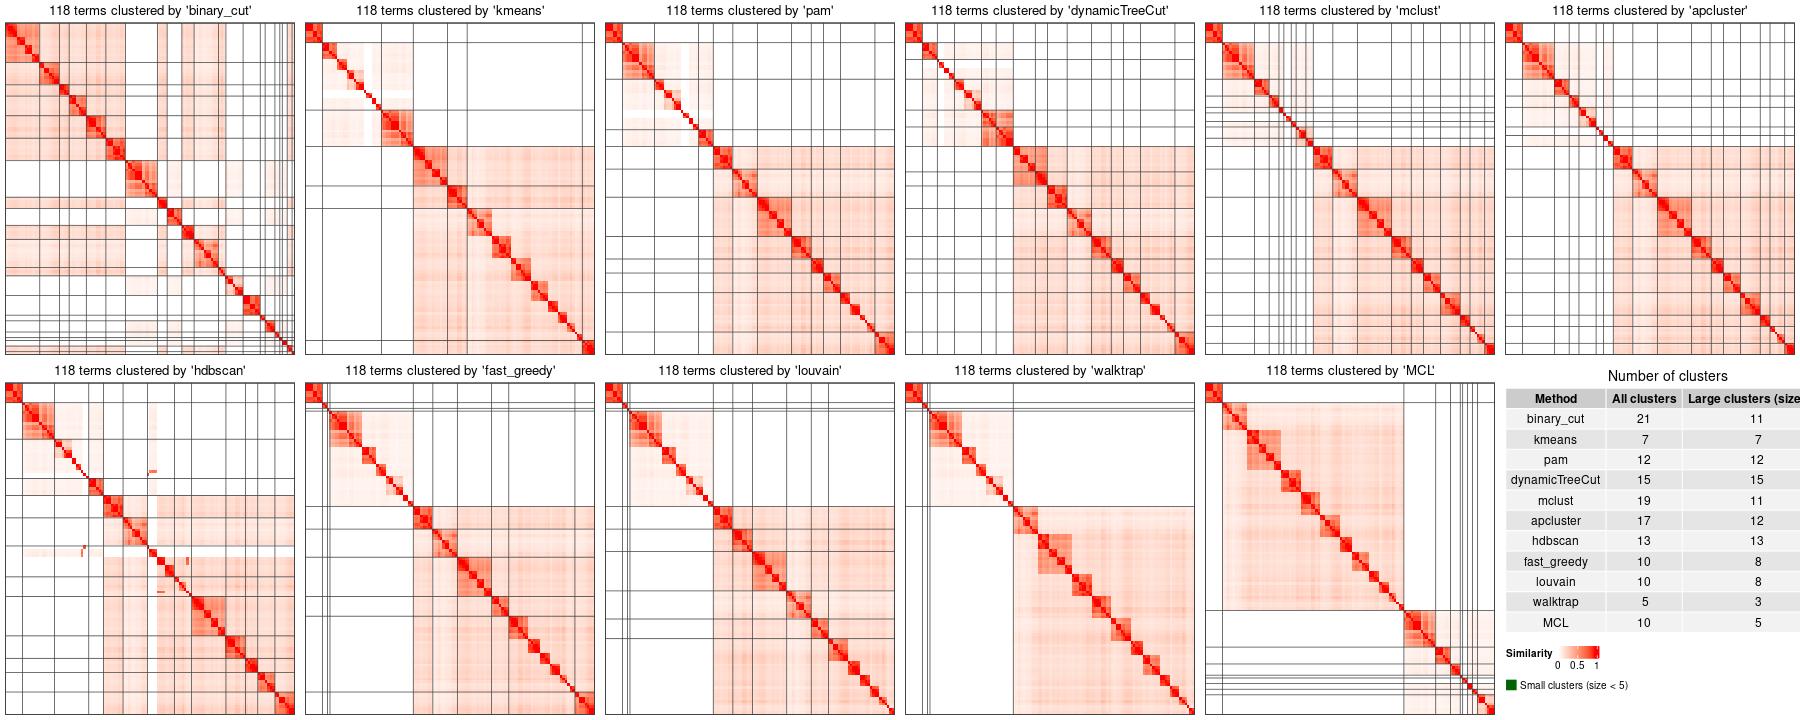 118 terms clustered by 'binary_cut'
118 terms clustered by 'kmeans'
118 terms clustered by 'pam'
118 terms clustered by 'dynamicTreeCut'
118 terms clustered by 'mclust'
118 terms clustered by 'apcluster'
118 terms clustered by 'hdbscan'
118 terms clustered by 'fast_greedy'
118 terms clustered by 'louvain'
118 terms clustered by 'walktrap'
118 terms clustered by 'MCL'
Number of clusters
Method All clusters Large clusters (size
binary_cut 21 11
kmeans 7 7
pam 12 12
dynamicTreeCut 15 15
mclust 19 11
apcluster 17 12
hdbscan 13 13
fast_greedy 10 8
louvain 10 8
walktrap 5 3
MCL 10 5
Similarity
0 0.5 1
Small clusters (size < 5)